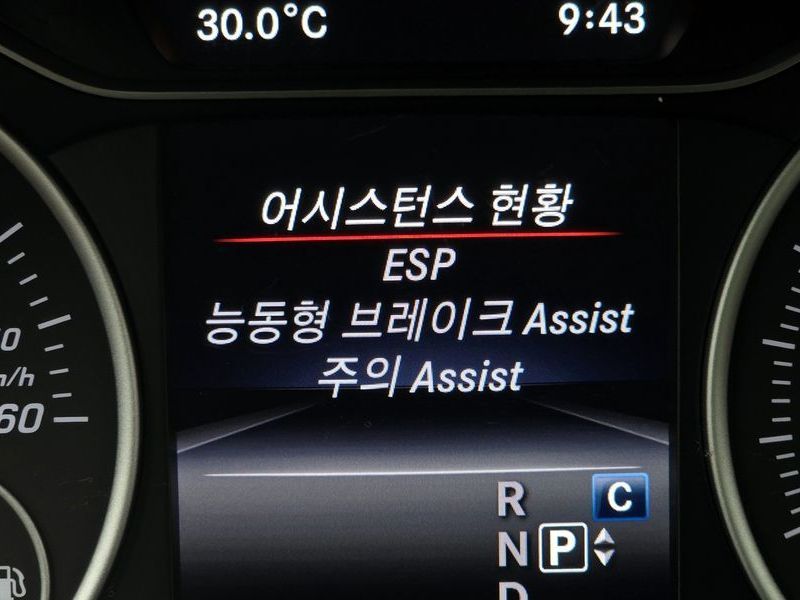 30.0°C 9:43
어시스턴스 현황
ESP
능동형 브레이크 Assist
주의 Assist
R C
N P
D
60